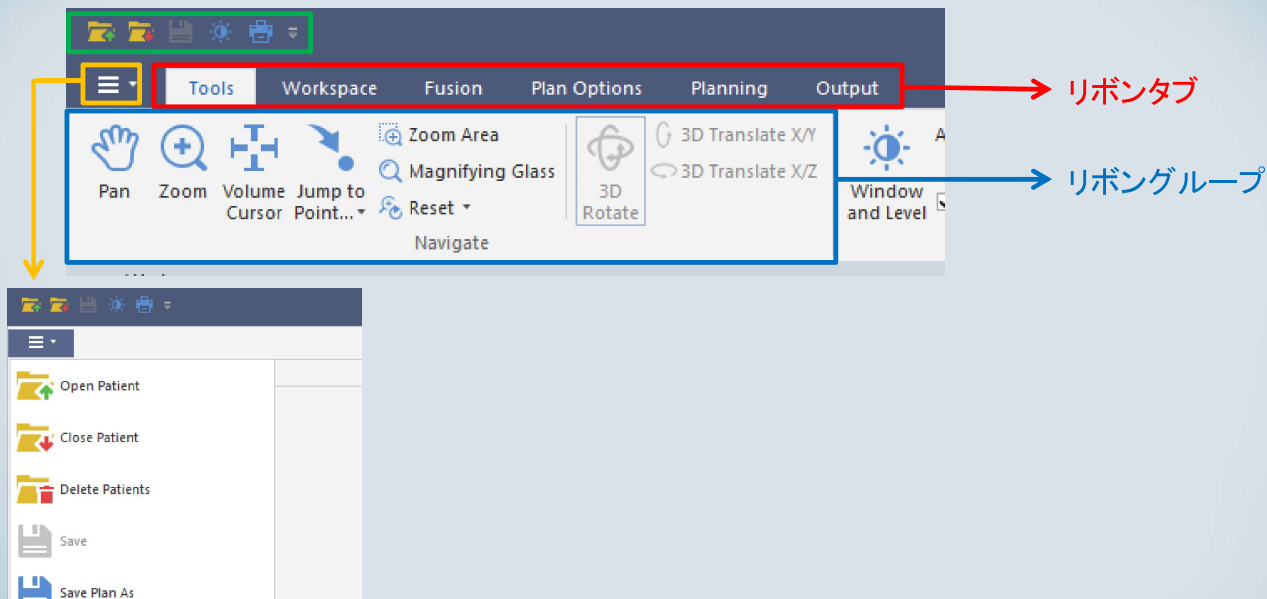 Tools Workspace Fusion Plan Options Planning Output
リボンタブ
Pan
Zoom
Volume
Cursor
Jump to
Point...
Zoom Area
Magnifying Glass
Reset
3D
Rotate
3D Translate X/Y
3D Translate X/Z
Navigate
Window
and Level
リボングループ
Open Patient
Close Patient
Delete Patients
Save
Save Plan As